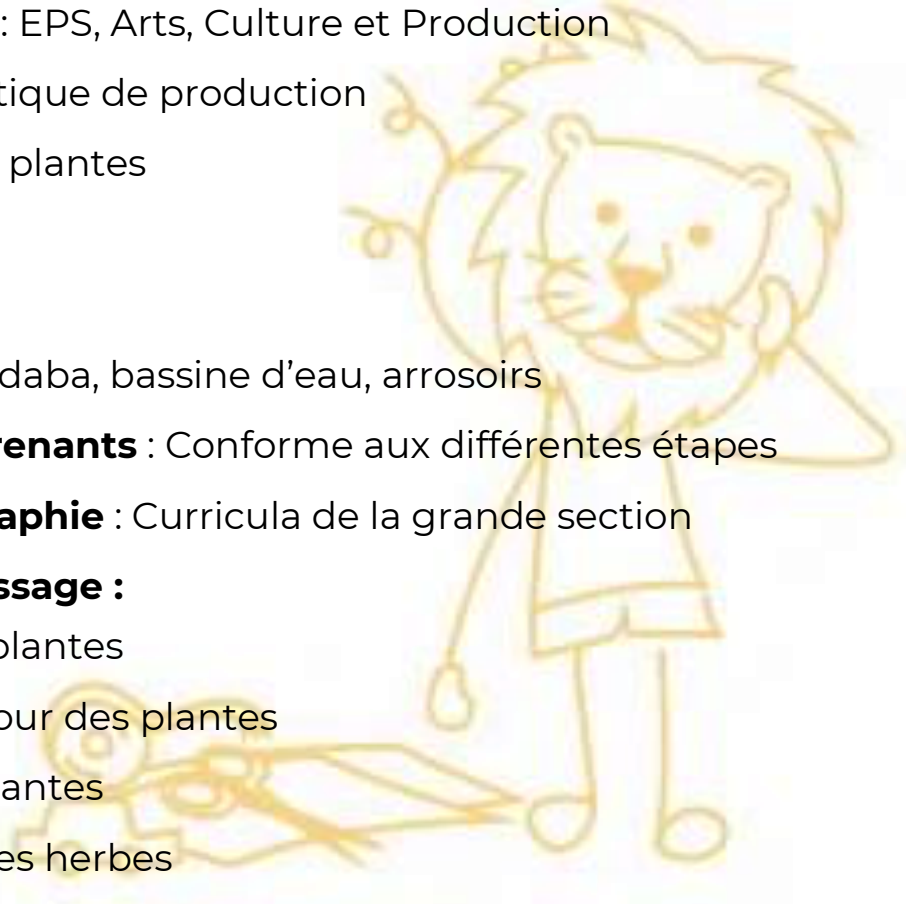 : EPS, Arts, Culture et Production
tique de production
plantes
daba, bassine d’eau, arrosoirs
renants : Conforme aux différentes étapes
aphie : Curricula de la grande section
ssage :
plantes
our des plantes
antes
es herbes